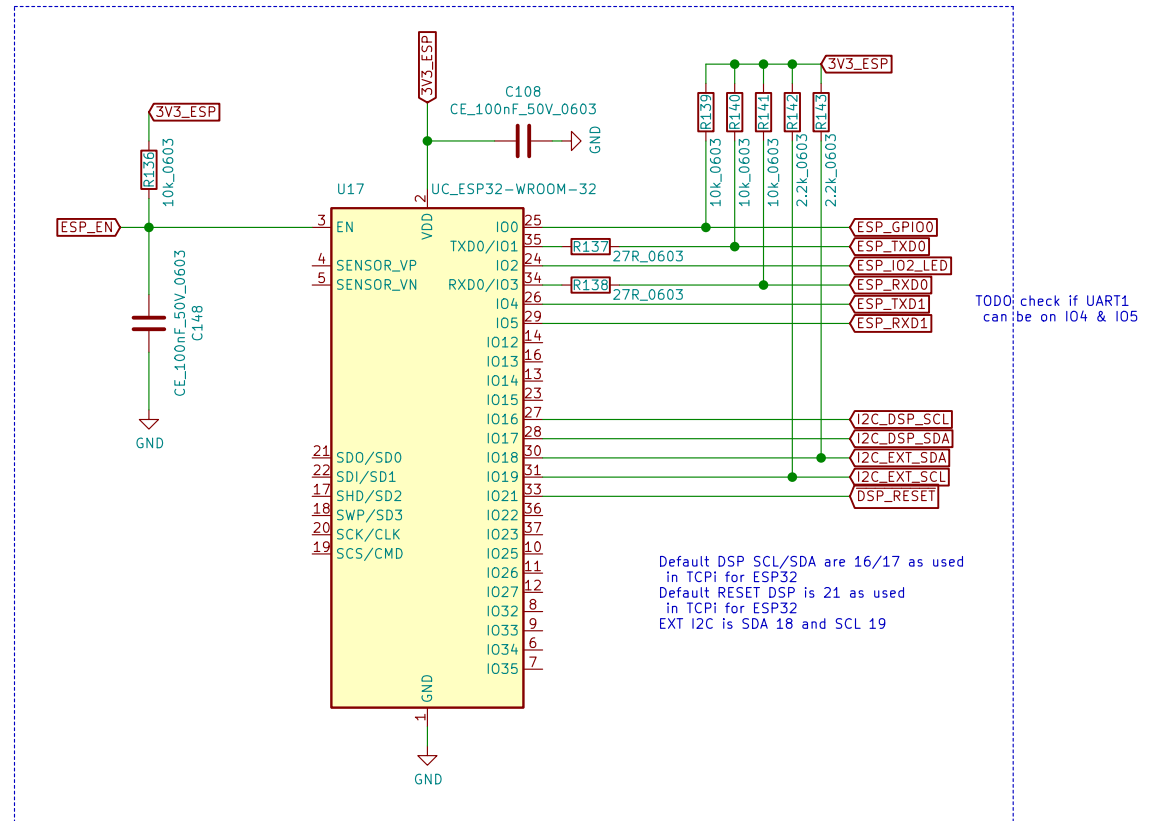 3V3_ESP
C108
CE_100nF_50V_0603
GND
3V3_ESP
R139
R140
R141
R142
R143
10k_0603
10k_0603
10k_0603
2.2k_0603
2.2k_0603
3V3_ESP
R136
10k_0603
U17
UC_ESP32-WROOM-32
2
VDD
ESP_EN
3
EN
4
SENSOR_VP
5
SENSOR_VN
CE_100nF_50V_0603
C148
GND
21
SDO/SD0
22
SDI/SD1
17
SHD/SD2
18
SWP/SD3
20
SCK/CLK
19
SCS/CMD
IO0
25
ESP_GPIO0
TXD0/IO1
35
R137
27R_0603
ESP_TXD0
IO2
24
ESP_IO2_LED
RXD0/IO3
34
R138
27R_0603
ESP_RXD0
IO4
26
ESP_TXD1
IO5
29
ESP_RXD1
TODO check if UART1
can be on IO4 & IO5
IO12
14
IO13
16
IO14
13
IO15
23
IO16
27
I2C_DSP_SCL
IO17
28
I2C_DSP_SDA
IO18
30
I2C_EXT_SDA
IO19
31
I2C_EXT_SCL
IO21
33
DSP_RESET
IO22
36
IO23
37
IO25
10
IO26
11
IO27
12
IO32
8
IO33
9
IO34
6
IO35
7
Default DSP SCL/SDA are 16/17 as used
in TCPi for ESP32
Default RESET DSP is 21 as used
in TCPi for ESP32
EXT I2C is SDA 18 and SCL 19
GND
1
GND